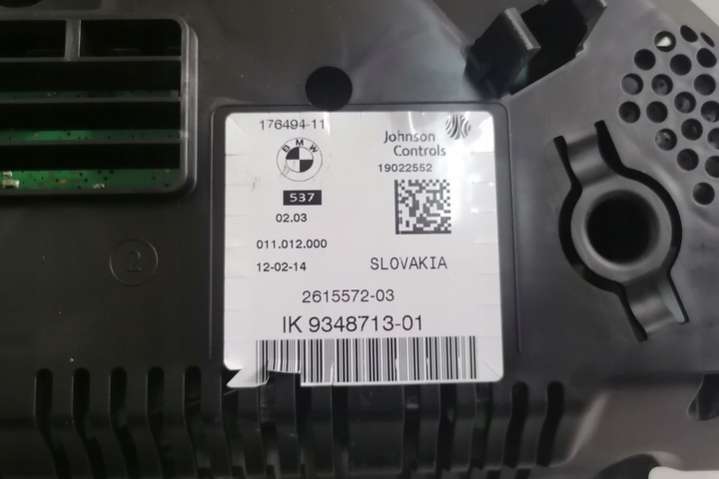 176494-11
BMW
Johnson
Controls
19022552
537
02.03
011.012.000
12-02-14
SLOVAKIA
2615572-03
IK 9348713-01
2